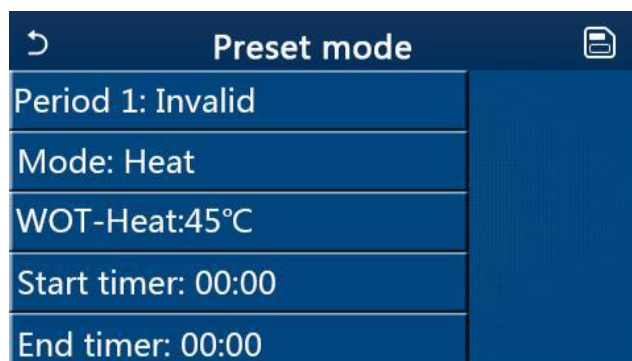 Preset mode
Period 1: Invalid
Mode: Heat
WOT-Heat:45℃
Start timer: 00:00
End timer: 00:00